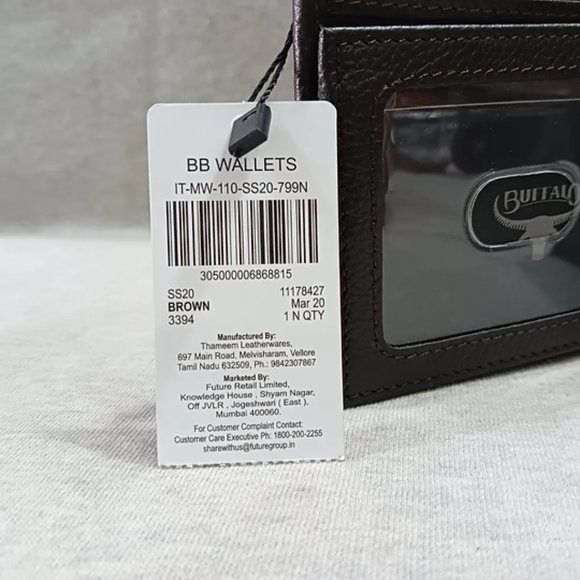 BB WALLETS
IT-MW-110-SS20-799N
305000006868815
SS20 11178427
BROWN Mar 20
3394 1 N QTY
Manufactured By:
Thameem Leatherwares,
697 Main Road, Melvisharam, Vellore
Tamil Nadu 632509, Ph.: 9842307867
Marketed By:
Future Retail Limited,
Knowledge House , Shyam Nagar,
Off JVLR , Jogeshwari ( East ),
Mumbai 400060.
For Customer Complaint Contact:
Customer Care Executive Ph: 1800-200-2255
sharewithus@futuregroup.in
BUFFALO